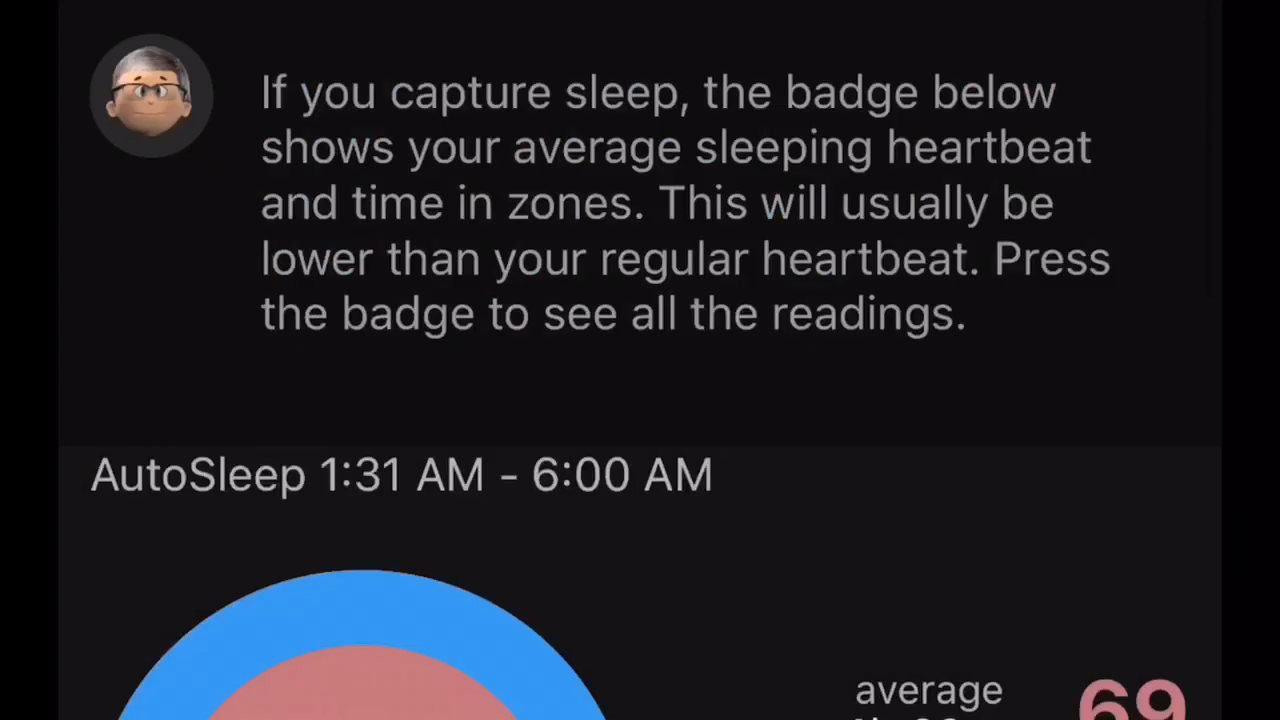 If you capture sleep, the badge below
shows your average sleeping heartbeat
and time in zones. This will usually be
lower than your regular heartbeat. Press
the badge to see all the readings.
AutoSleep 1:31 AM - 6:00 AM
average 69